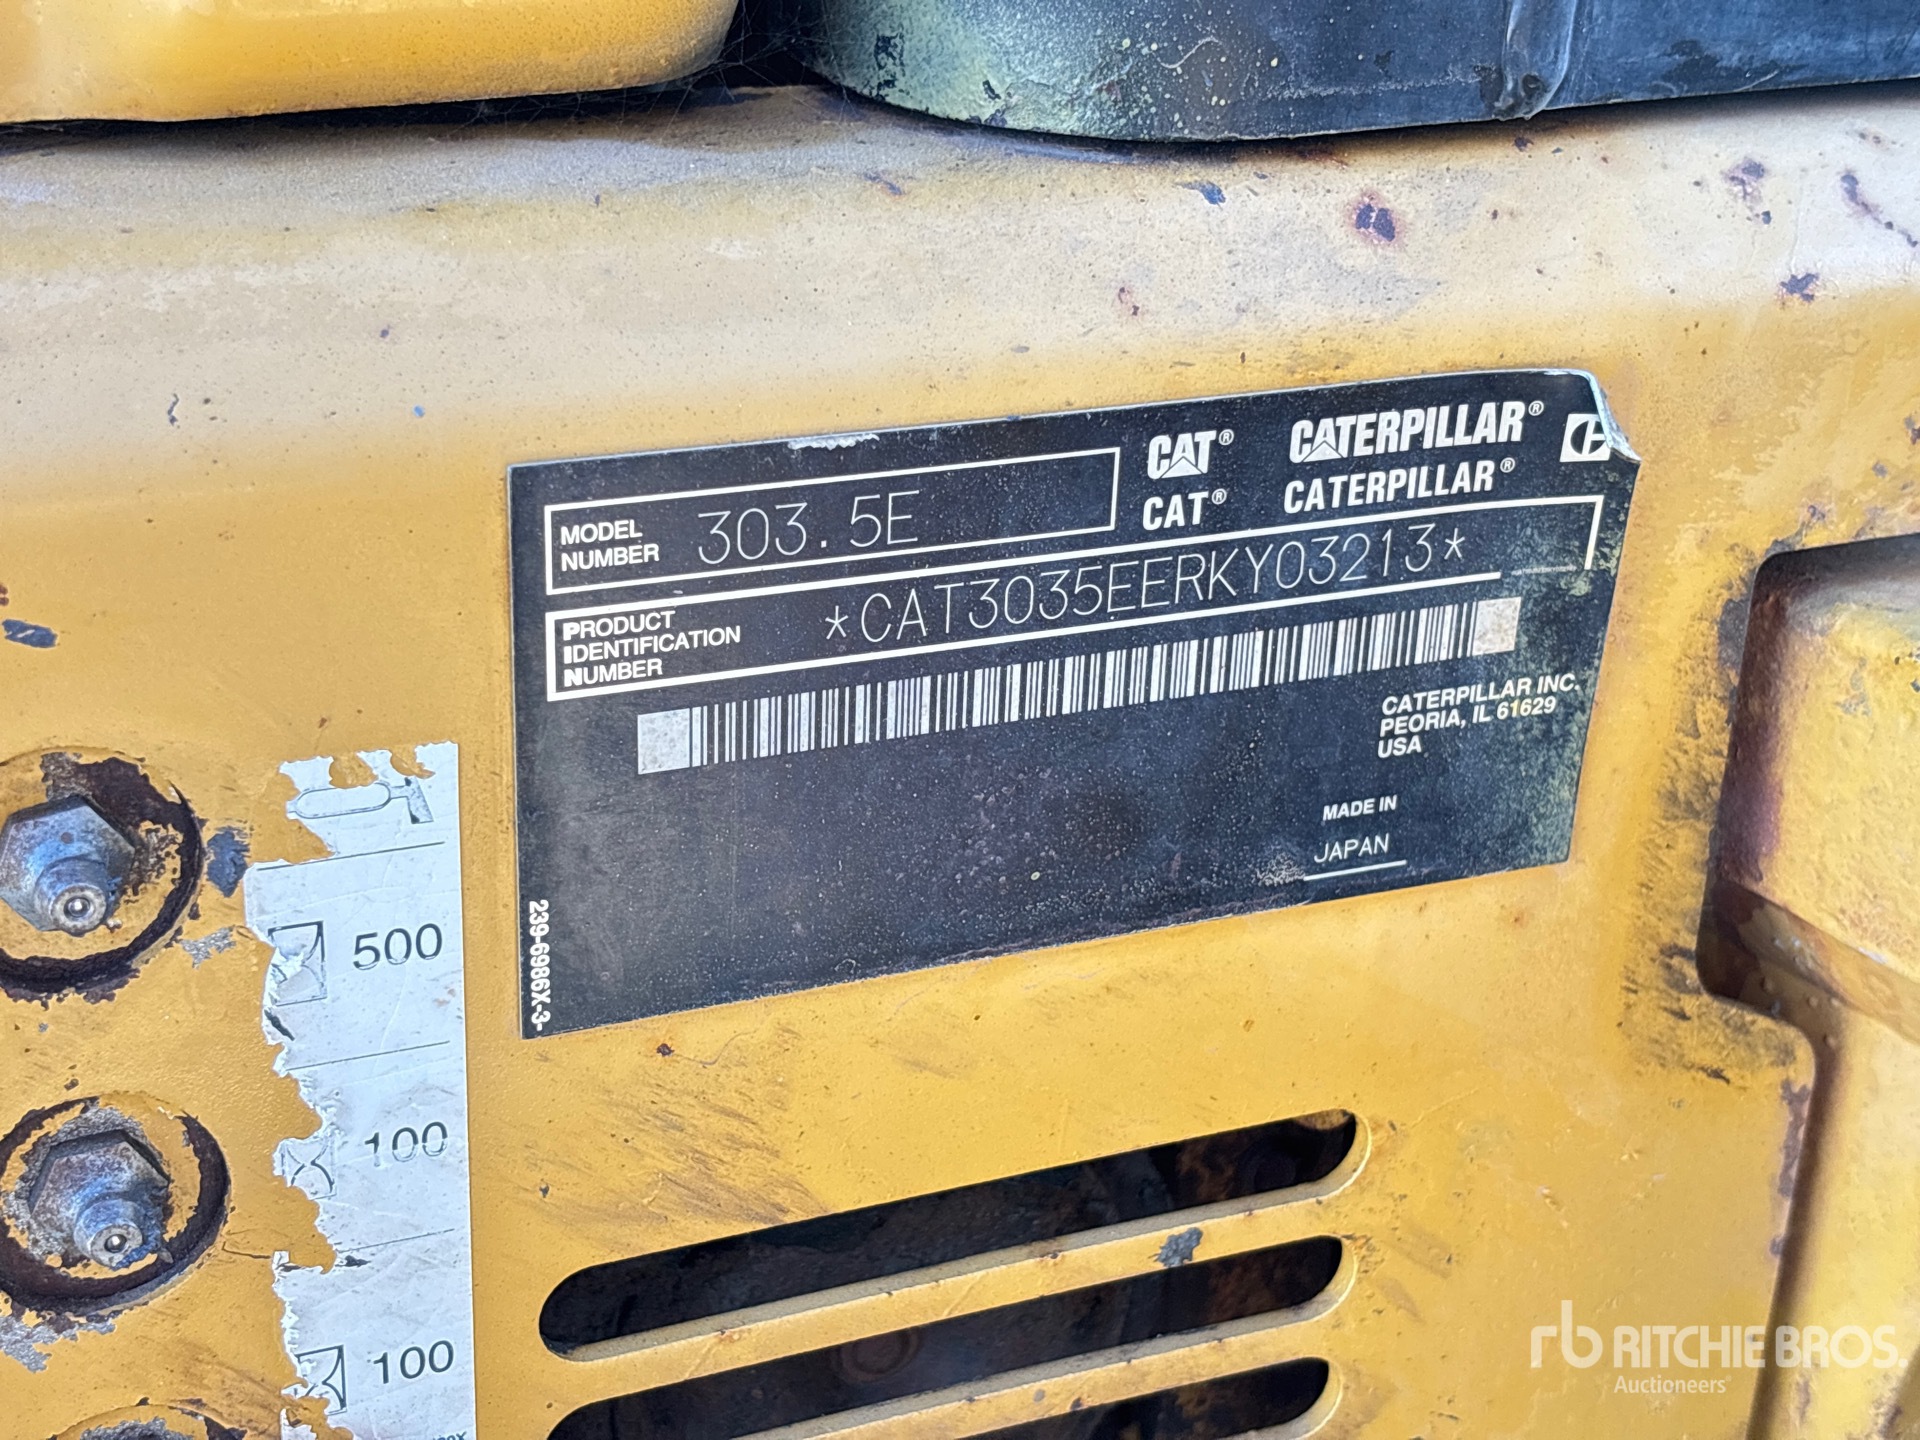 MODEL
NUMBER
303.5E
CAT® CATERPILLAR®
CAT® CATERPILLAR®
PRODUCT
IDENTIFICATION
NUMBER
*CAT3035EERKY03213*
CATERPILLAR INC.
PEORIA, IL 61629
USA
MADE IN
JAPAN
239-6986X-3
500
100
100
rb RITCHIE BROS.
Auctioneers